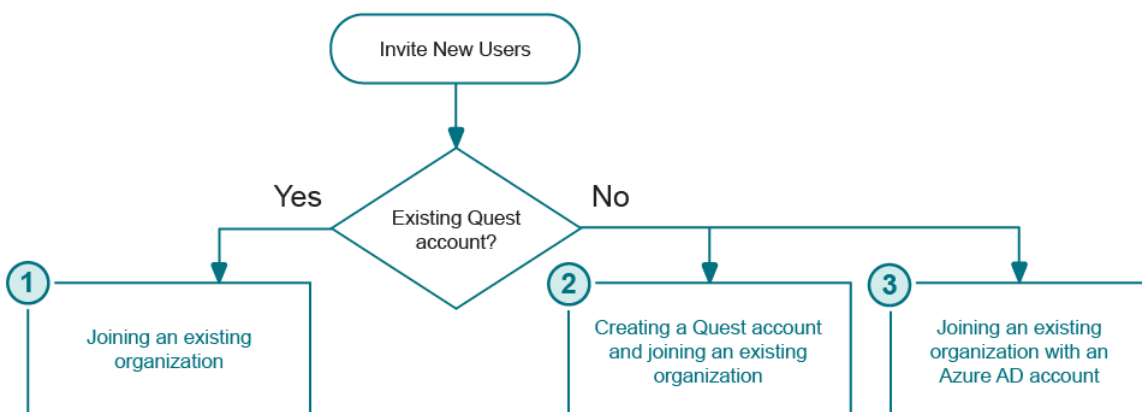 Invite New Users
Yes
No
Existing Quest
account?
1
2
3
Joining an existing
organization
Creating a Quest account
and joining an existing
organization
Joining an existing
organization with an
Azure AD account